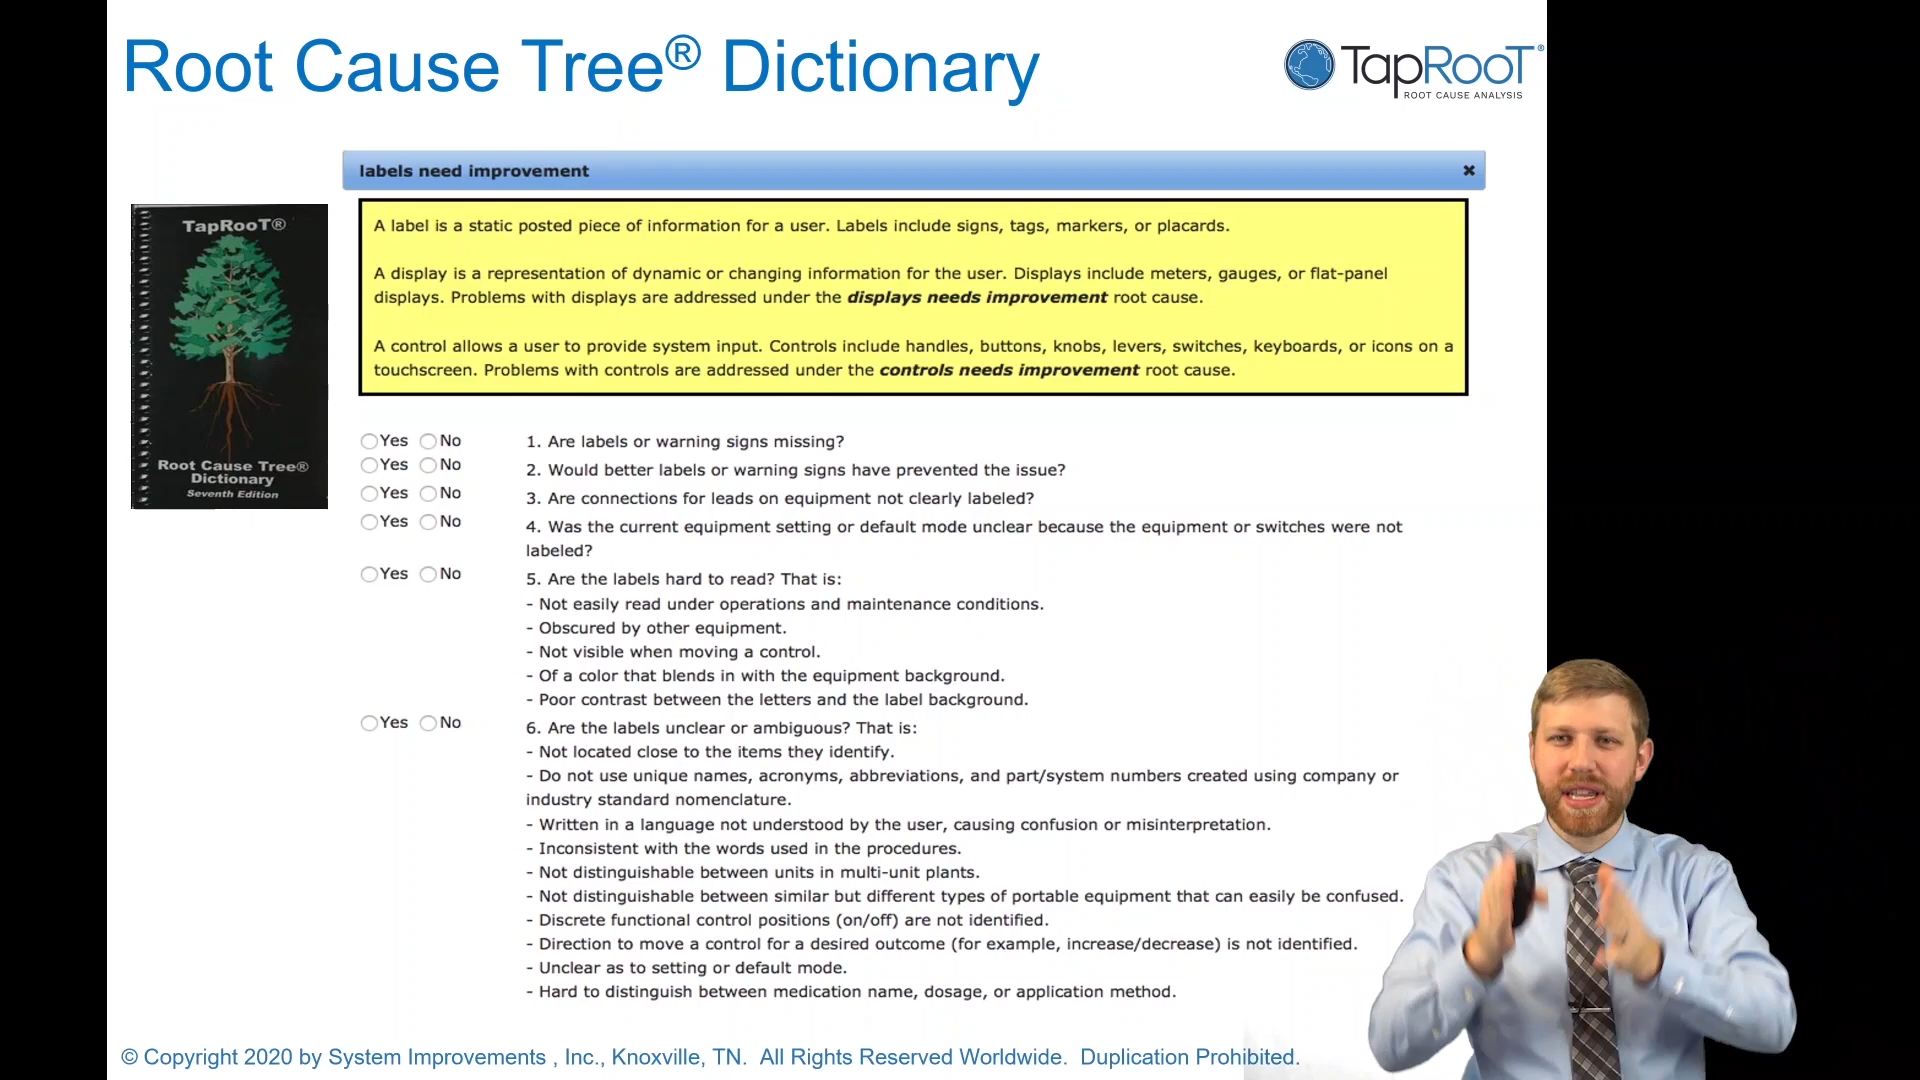 Root Cause Tree® Dictionary
TapRooT®
ROOT CAUSE ANALYSIS
labels need improvement
TapRooT®
Root Cause Tree®
Dictionary
Seventh Edition
A label is a static posted piece of information for a user. Labels include signs, tags, markers, or placards.
A display is a representation of dynamic or changing information for the user. Displays include meters, gauges, or flat-panel
displays. Problems with displays are addressed under the displays needs improvement root cause.
A control allows a user to provide system input. Controls include handles, buttons, knobs, levers, switches, keyboards, or icons on a
touchscreen. Problems with controls are addressed under the controls needs improvement root cause.
Yes No 1. Are labels or warning signs missing?
Yes No 2. Would better labels or warning signs have prevented the issue?
Yes No 3. Are connections for leads on equipment not clearly labeled?
Yes No 4. Was the current equipment setting or default mode unclear because the equipment or switches were not
labeled?
Yes No 5. Are the labels hard to read? That is:
- Not easily read under operations and maintenance conditions.
- Obscured by other equipment.
- Not visible when moving a control.
- Of a color that blends in with the equipment background.
- Poor contrast between the letters and the label background.
Yes No 6. Are the labels unclear or ambiguous? That is:
- Not located close to the items they identify.
- Do not use unique names, acronyms, abbreviations, and part/system numbers created using company or
industry standard nomenclature.
- Written in a language not understood by the user, causing confusion or misinterpretation.
- Inconsistent with the words used in the procedures.
- Not distinguishable between units in multi-unit plants.
- Not distinguishable between similar but different types of portable equipment that can easily be confused.
- Discrete functional control positions (on/off) are not identified.
- Direction to move a control for a desired outcome (for example, increase/decrease) is not identified.
- Unclear as to setting or default mode.
- Hard to distinguish between medication name, dosage, or application method.
© Copyright 2020 by System Improvements , Inc., Knoxville, TN. All Rights Reserved Worldwide. Duplication Prohibited.